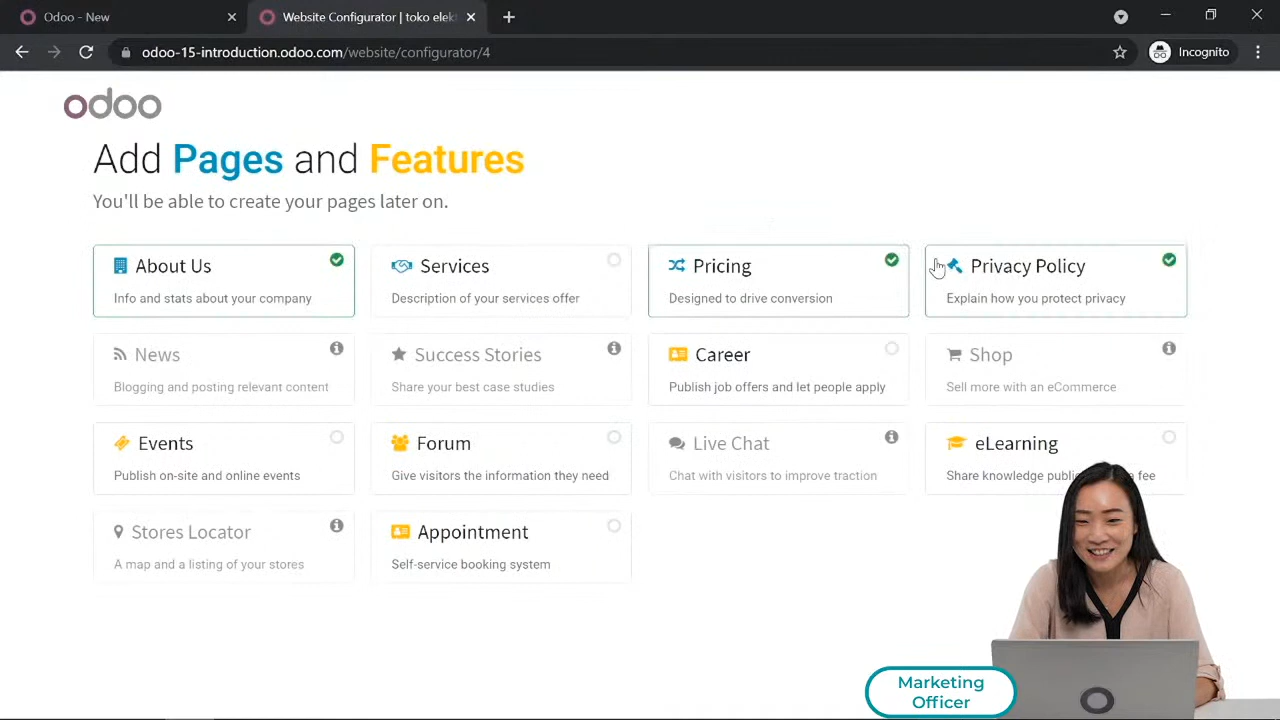 Odoo - New
Website Configurator | toko elekt
odoo-15-introduction.odoo.com/website/configurator/4
Incognito
odoo
Add Pages and Features
You'll be able to create your pages later on.
About Us
Info and stats about your company
Services
Description of your services offer
Pricing
Designed to drive conversion
Privacy Policy
Explain how you protect privacy
News
Blogging and posting relevant content
Success Stories
Share your best case studies
Career
Publish job offers and let people apply
Shop
Sell more with an eCommerce
Events
Publish on-site and online events
Forum
Give visitors the information they need
Live Chat
Chat with visitors to improve traction
eLearning
Share knowledge fee
Stores Locator
A map and a listing of your stores
Appointment
Self-service booking system
Marketing
Officer